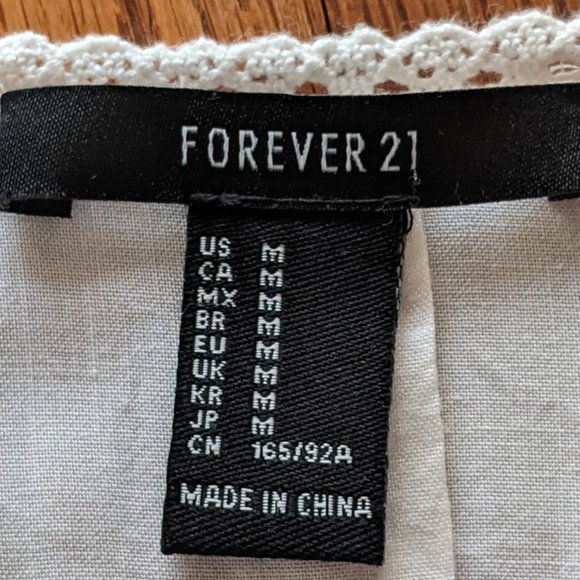 FOREVER 21
US M
CA M
MX M
BR M
EU M
UK M
KR M
JP M
CN 165/92A
MADE IN CHINA